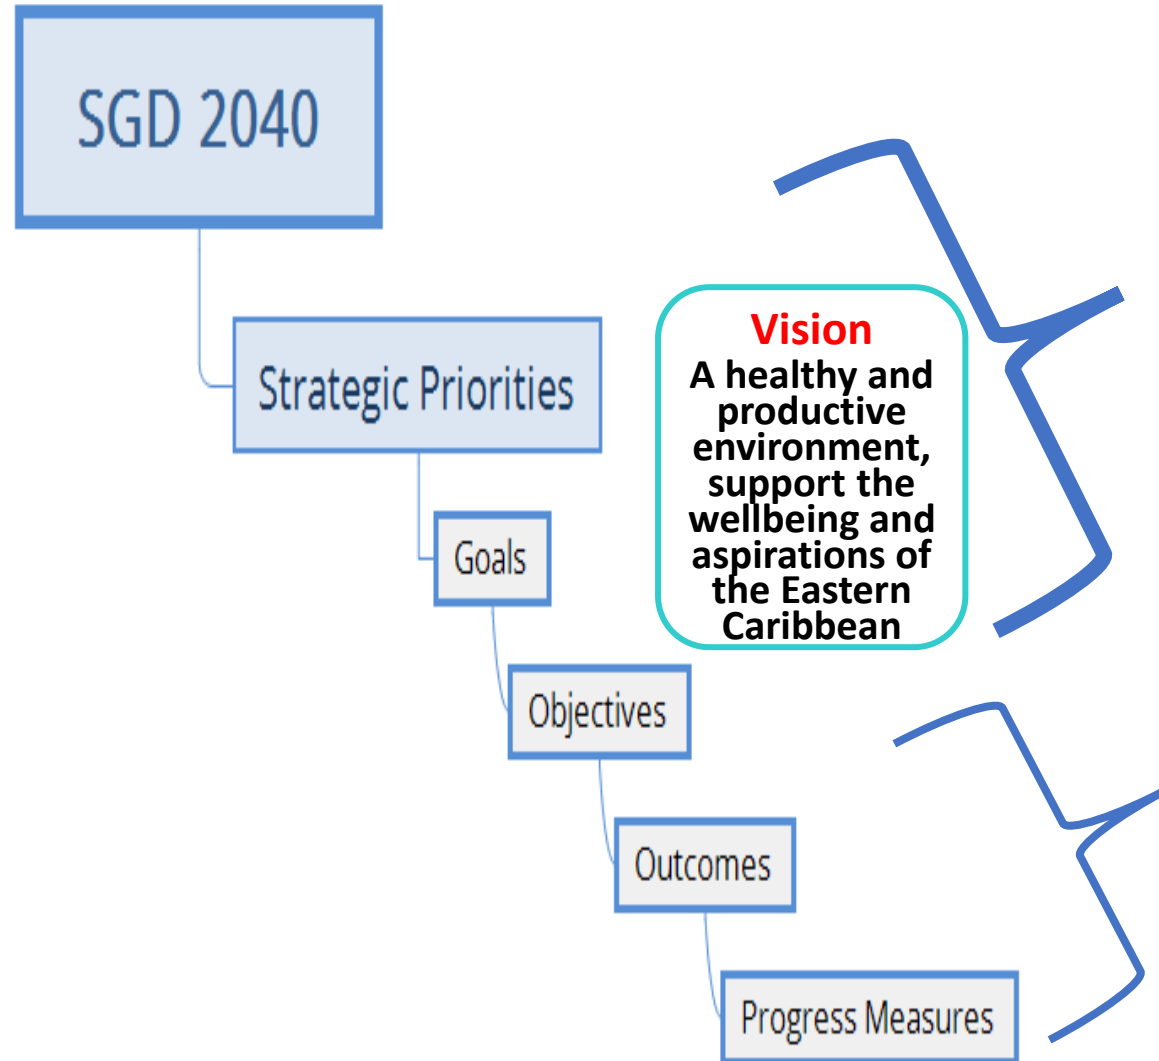 SGD 2040
Strategic Priorities
Vision
A healthy and
productive
environment,
support the
wellbeing and
aspirations of
the Eastern
Caribbean
Goals
Objectives
Outcomes
Progress Measures